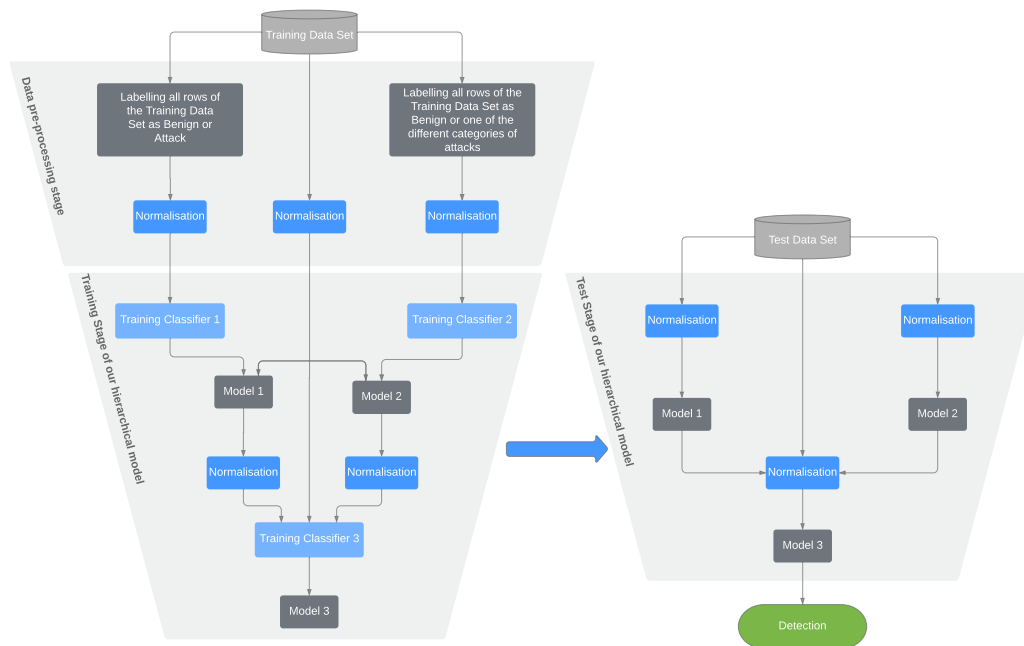 Training Data Set
Data pre-processing stage
Labelling all rows of
the Training Data
Set as Benign or
Attack
Labelling all rows of the
Training Data Set as
Benign or one of the
different categories of
attacks
Normalisation
Normalisation
Normalisation
Training Stage of our hierarchical model
Training Classifier 1
Training Classifier 2
Model 1
Model 2
Normalisation
Normalisation
Training Classifier 3
Model 3
Test Data Set
Test Stage of our hierarchical model
Normalisation
Normalisation
Model 1
Model 2
Normalisation
Model 3
Detection